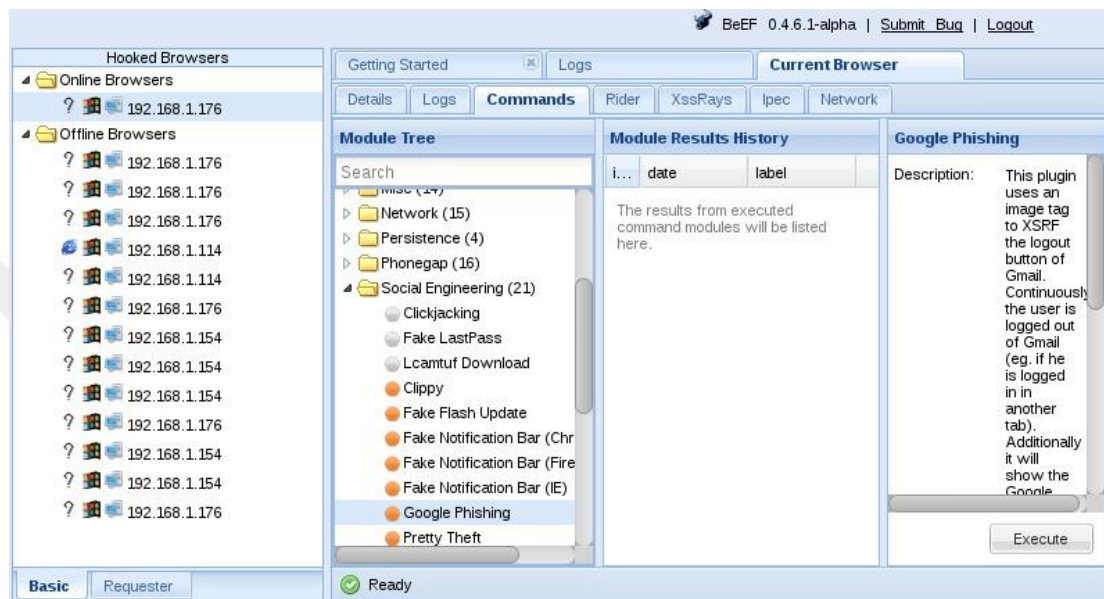 BeEF 0.4.6.1-alpha | Submit Bug | Logout
Hooked Browsers
Online Browsers
? 192.168.1.176
Offline Browsers
? 192.168.1.176
? 192.168.1.176
? 192.168.1.176
192.168.1.114
? 192.168.1.114
? 192.168.1.176
? 192.168.1.154
? 192.168.1.154
? 192.168.1.154
? 192.168.1.176
? 192.168.1.154
? 192.168.1.154
? 192.168.1.176
Basic Requester
Getting Started Logs Current Browser
Details Logs Commands Rider XssRays Ipec Network
Module Tree
Search
Misc (14)
Network (15)
Persistence (4)
Phonegap (16)
Social Engineering (21)
Clickjacking
Fake LastPass
Lcamtuf Download
Clippy
Fake Flash Update
Fake Notification Bar (Chr
Fake Notification Bar (Fire
Fake Notification Bar (IE)
Google Phishing
Pretty Theft
Module Results History
i... date label
The results from executed
command modules will be listed
here.
Google Phishing
Description: This plugin
uses an
image tag
to XSRF
the logout
button of
Gmail.
Continuously
the user is
logged out
of Gmail
(eg. if he
is logged
in in
another
tab).
Additionally
it will
show the
Google
Execute
Ready